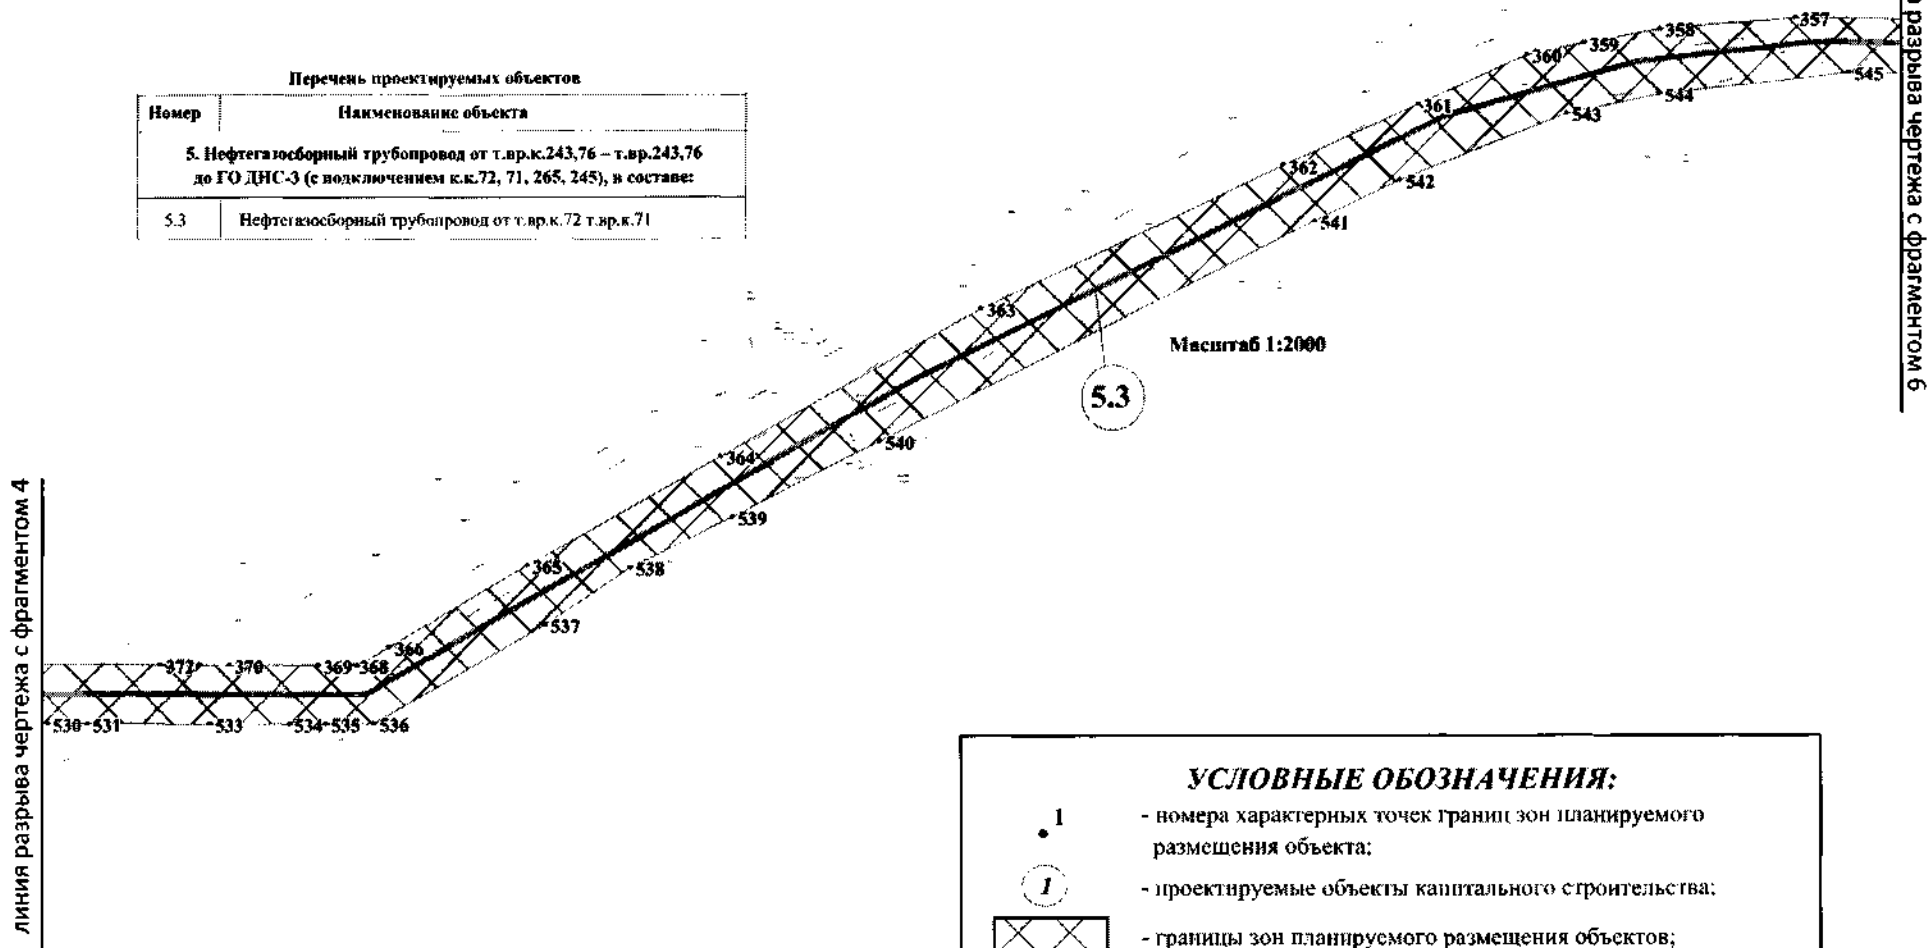 Перечень проектируемых объектов
Номер Наименование объекта
5. Нефтегазосборный трубопровод от т.вр.к.243,76 – т.вр.243,76
до ГО ДНС-3 (с подключением к.к.72, 71, 265, 245), в составе:
5.3 Нефтегазосборный трубопровод от т.вр.к.72 т.вр.к.71
357
358
359
360
361
362
363
364
365
366
368
369
370
372
545
544
543
542
541
540
539
538
537
536
535
534
533
531
530
Масштаб 1:2000
5.3
линия разрыва чертежа с фрагментом 4
разрыва чертежа с фрагментом 6
УСЛОВНЫЕ ОБОЗНАЧЕНИЯ:
1 - номера характерных точек границ зон планируемого
размещения объекта;
1 - проектируемые объекты капитального строительства;
- границы зон планируемого размещения объектов;